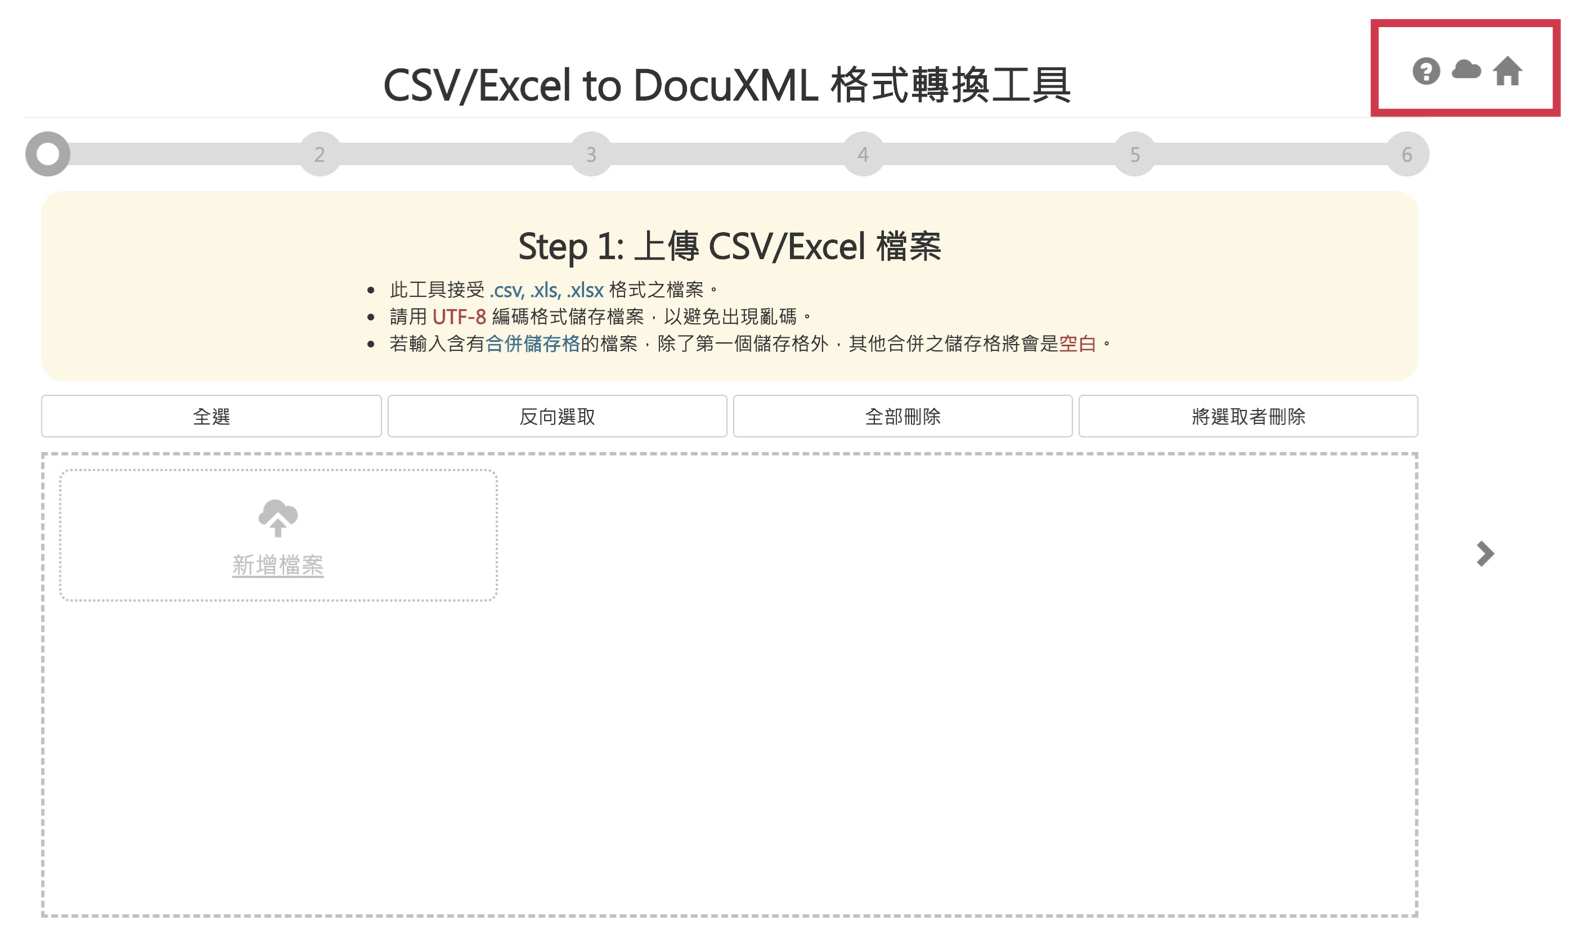 CSV/Excel to DocuXML 格式轉換工具
2 3 4 5 6
Step 1: 上傳 CSV/Excel 檔案
此工具接受 .csv, .xls, .xlsx 格式之檔案。
請用 UTF-8 編碼格式儲存檔案，以避免出現亂碼。
若輸入含有合併儲存格的檔案，除了第一個儲存格外，其他合并之儲存格將會是空白。
全選 反向選取 全部刪除 將選取者刪除
新增檔案